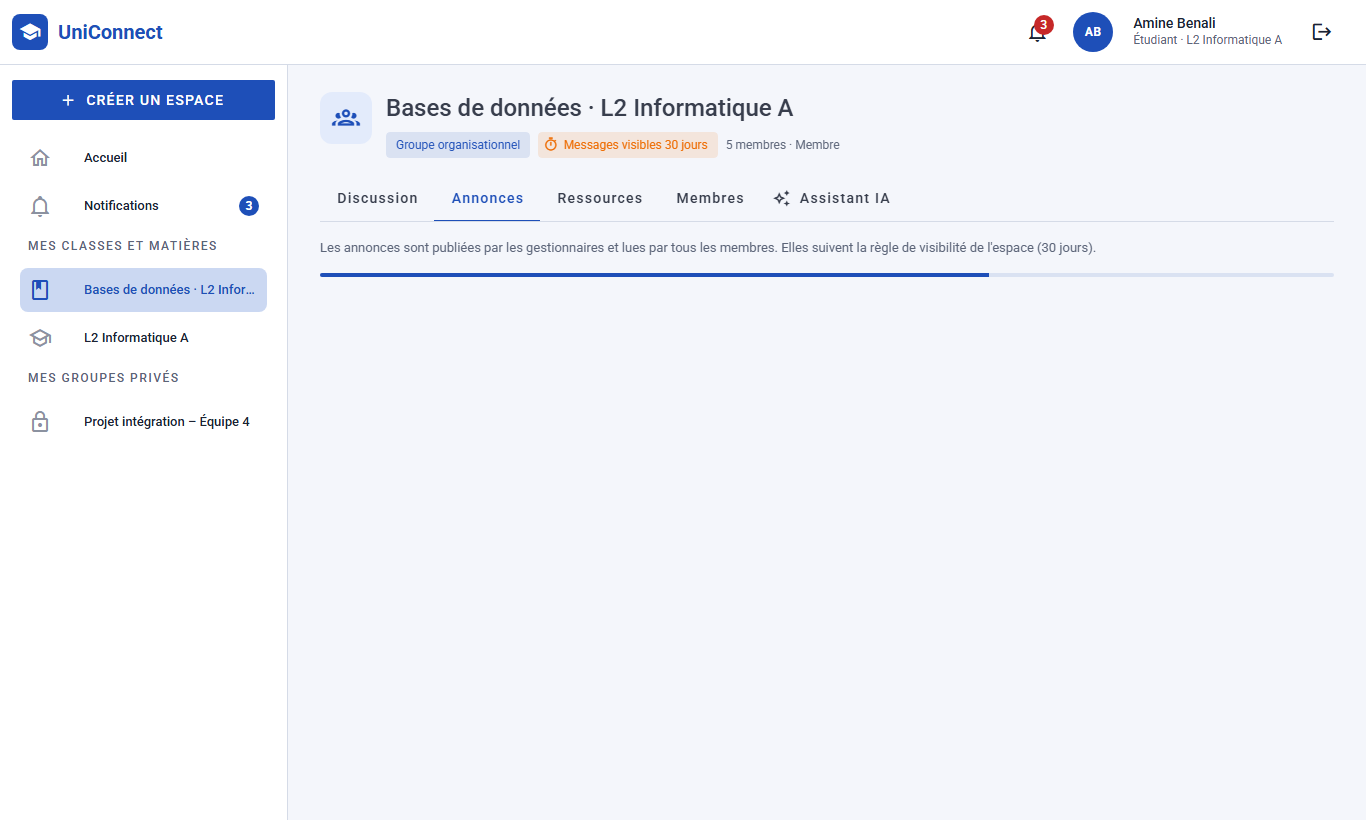 UniConnect
3
AB
Amine Benali
Étudiant · L2 Informatique A
CRÉER UN ESPACE
Accueil
Notifications
3
MES CLASSES ET MATIÈRES
Bases de données · L2 Infor...
L2 Informatique A
MES GROUPES PRIVÉS
Projet intégration – Équipe 4
Bases de données · L2 Informatique A
Groupe organisationnel
Messages visibles 30 jours
5 membres · Membre
Discussion
Annonces
Ressources
Membres
Assistant IA
Les annonces sont publiées par les gestionnaires et lues par tous les membres. Elles suivent la règle de visibilité de l'espace (30 jours).